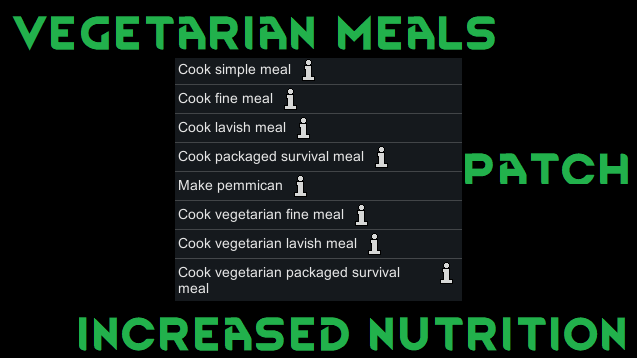 VEGETARIAN MEALS
Cook simple meal
Cook fine meal
Cook lavish meal
Cook packaged survival meal
PATCH
Make pemmican
Cook vegetarian fine meal
Cook vegetarian lavish meal
Cook vegetarian packaged survival
meal
INCREASED NUTRITION